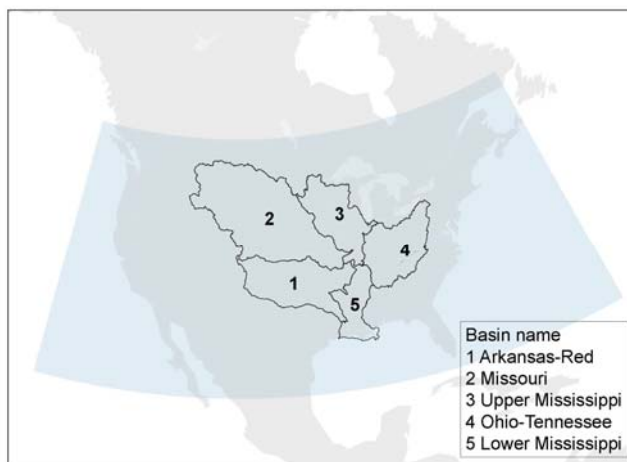 2
3
4
1
5
Basin name
1 Arkansas-Red
2 Missouri
3 Upper Mississippi
4 Ohio-Tennessee
5 Lower Mississippi